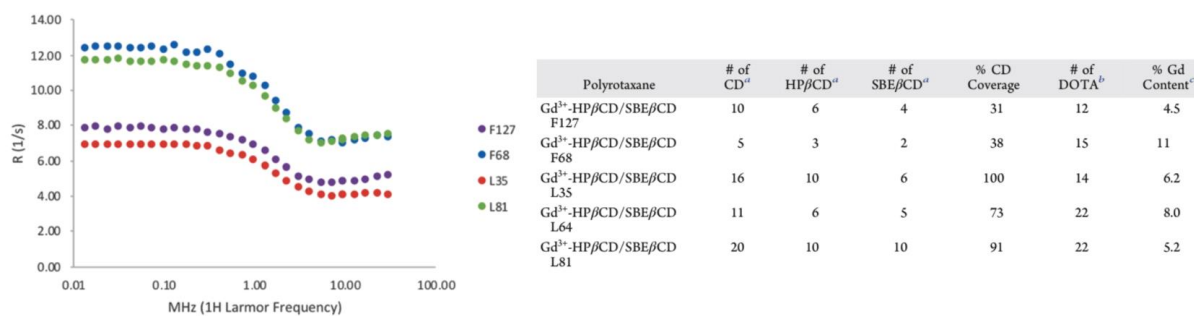 14.00
12.00
10.00
8.00
6.00
4.00
2.00
0.00
R (1/s)
0.01 0.10 1.00 10.00 100.00
MHz (1H Larmor Frequency)
F127
F68
L35
L81
Polyrotaxane # of CDᵃ # of HPβCDᵃ # of SBEβCDᵃ % CD Coverage # of DOTAᵇ % Gd Contentᶜ
Gd³⁺-HPβCD/SBEβCD 10 6 4 31 12 4.5
F127
Gd³⁺-HPβCD/SBEβCD 5 3 2 38 15 11
F68
Gd³⁺-HPβCD/SBEβCD 16 10 6 100 14 6.2
L35
Gd³⁺-HPβCD/SBEβCD 11 6 5 73 22 8.0
L64
Gd³⁺-HPβCD/SBEβCD 20 10 10 91 22 5.2
L81